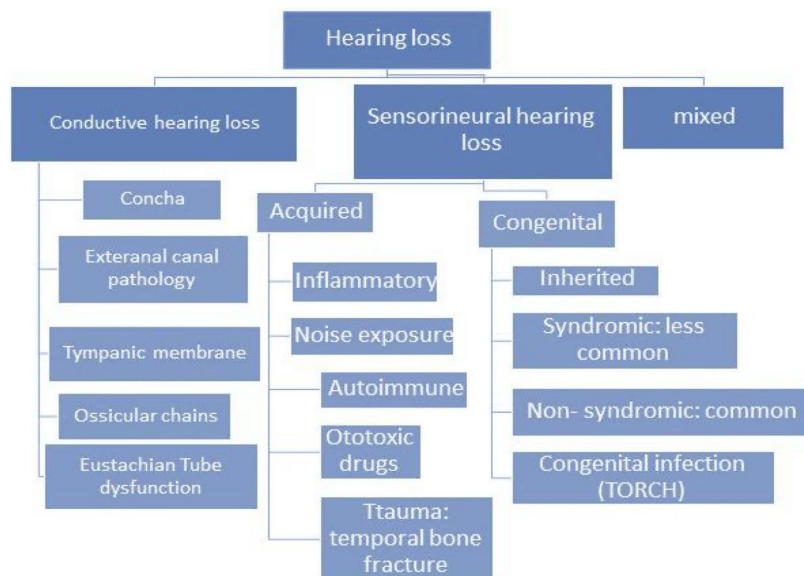 Hearing loss
Conductive hearing loss
Sensorineural hearing
loss
mixed
Concha
Exteranal canal
pathology
Tympanic membrane
Ossicular chains
Eustachian Tube
dysfunction
Acquired
Inflammatory
Noise exposure
Autoimmune
Ototoxic
drugs
Ttauma:
temporal bone
fracture
Congenital
Inherited
Syndromic: less
common
Non- syndromic: common
Congenital infection
(TORCH)